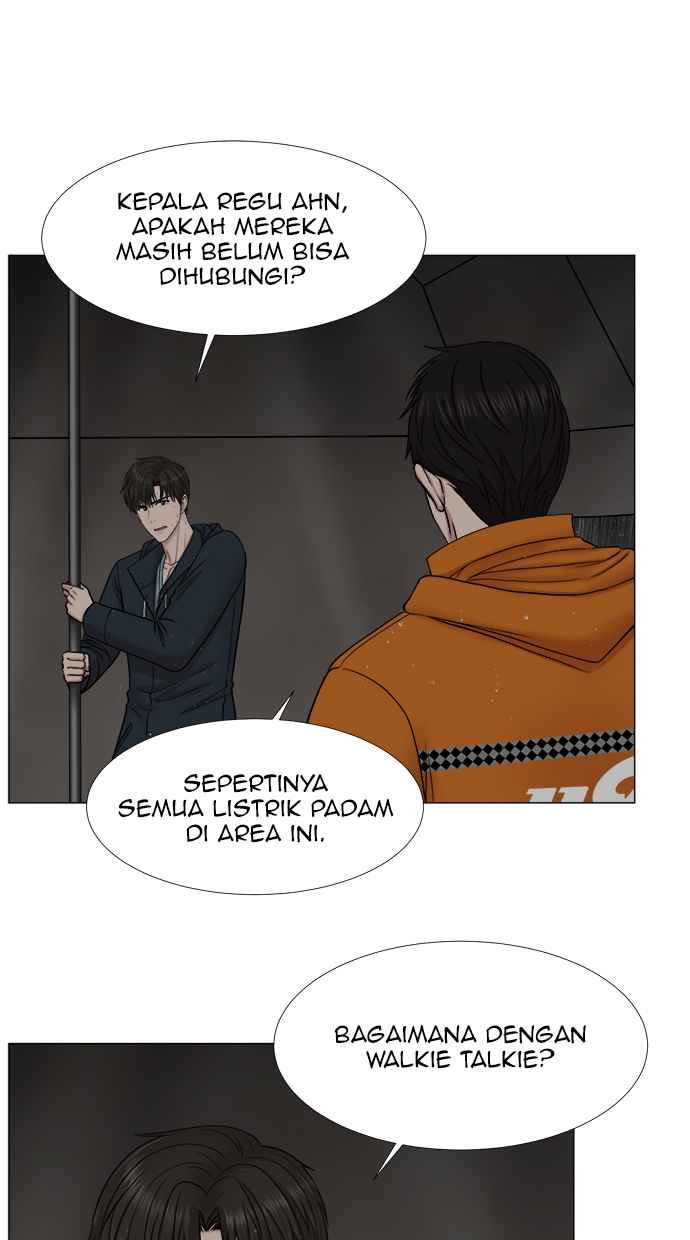 KEPALA REGU AHN,
APAKAH MEREKA
MASIH BELUM BISA
DIHUBUNGI?
SEPERTINYA
SEMUA LISTRIK PADAM
DI AREA INI.
BAGAIMANA DENGAN
WALKIE TALKIE?